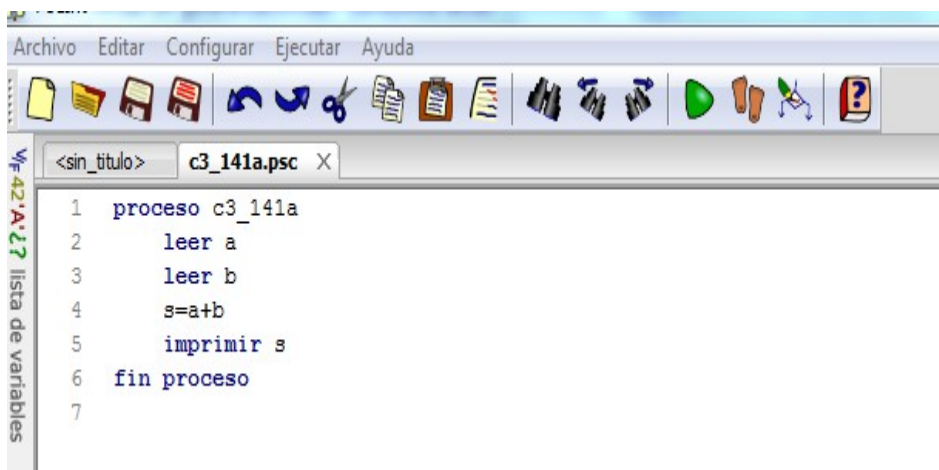 Archivo Editar Configurar Ejecutar Ayuda
<sin_titulo> c3_141a.psc X
1 proceso c3_141a
2 leer a
3 leer b
4 s=a+b
5 imprimir s
6 fin proceso
7
V/F 42 'A' ¿? lista de variables